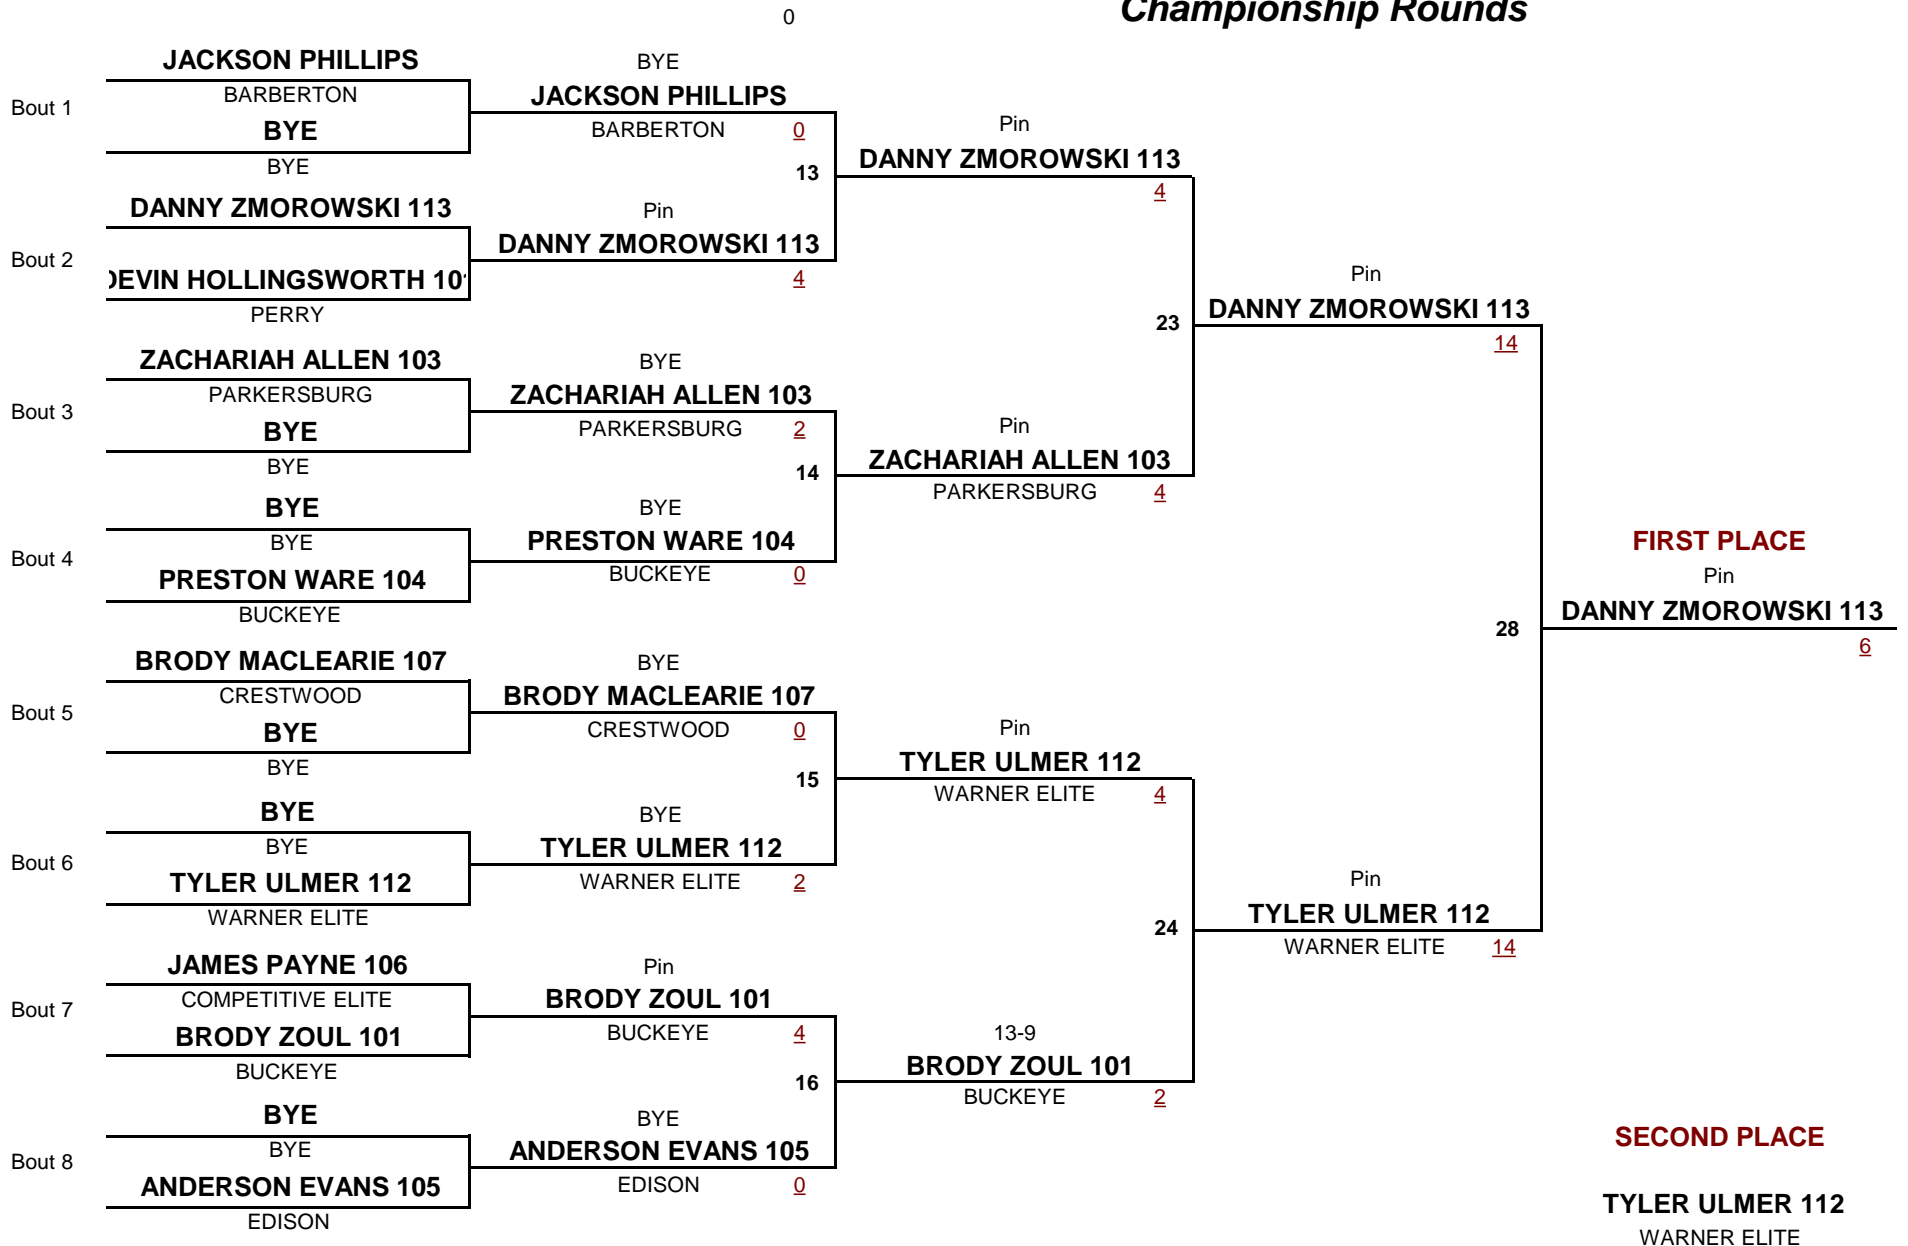 Championship Rounds
0
JACKSON PHILLIPS
BARBERTON
Bout 1
BYE
BYE
DANNY ZMOROWSKI 113
Bout 2
HOLLINGSWORTH
PERRY
ZACHARIAH ALLEN 103
PARKERSBURG
Bout 3
BYE
BYE
BYE
BYE
Bout 4
PRESTON WARE 104
BUCKEYE
BRODY MACLEARIE 107
CRESTWOOD
Bout 5
BYE
BYE
BYE
BYE
Bout 6
TYLER ULMER 112
WARNER ELITE
JAMES PAYNE 106
COMPETITIVE ELITE
Bout 7
BRODY ZOUL 101
BUCKEYE
BYE
BYE
Bout 8
ANDERSON EVANS 105
EDISON
BYE
JACKSON PHILLIPS
BARBERTON 0
13
Pin
DANNY ZMOROWSKI 113
4
BYE
ZACHARIAH ALLEN 103
PARKERSBURG 2
14
BYE
PRESTON WARE 104
BUCKEYE 0
BYE
BRODY MACLEARIE 107
CRESTWOOD 0
15
BYE
TYLER ULMER 112
WARNER ELITE 2
Pin
BRODY ZOUL 101
BUCKEYE 4
16
BYE
ANDERSON EVANS 105
EDISON 0
Pin
DANNY ZMOROWSKI 113
4
23
Pin
ZACHARIAH ALLEN 103
PARKERSBURG 4
Pin
TYLER ULMER 112
WARNER ELITE 4
24
13-9
BRODY ZOUL 101
BUCKEYE 2
Pin
DANNY ZMOROWSKI 113
14
28
Pin
TYLER ULMER 112
WARNER ELITE 14
FIRST PLACE
Pin
DANNY ZMOROWSKI 113
6
SECOND PLACE
TYLER ULMER 112
WARNER ELITE